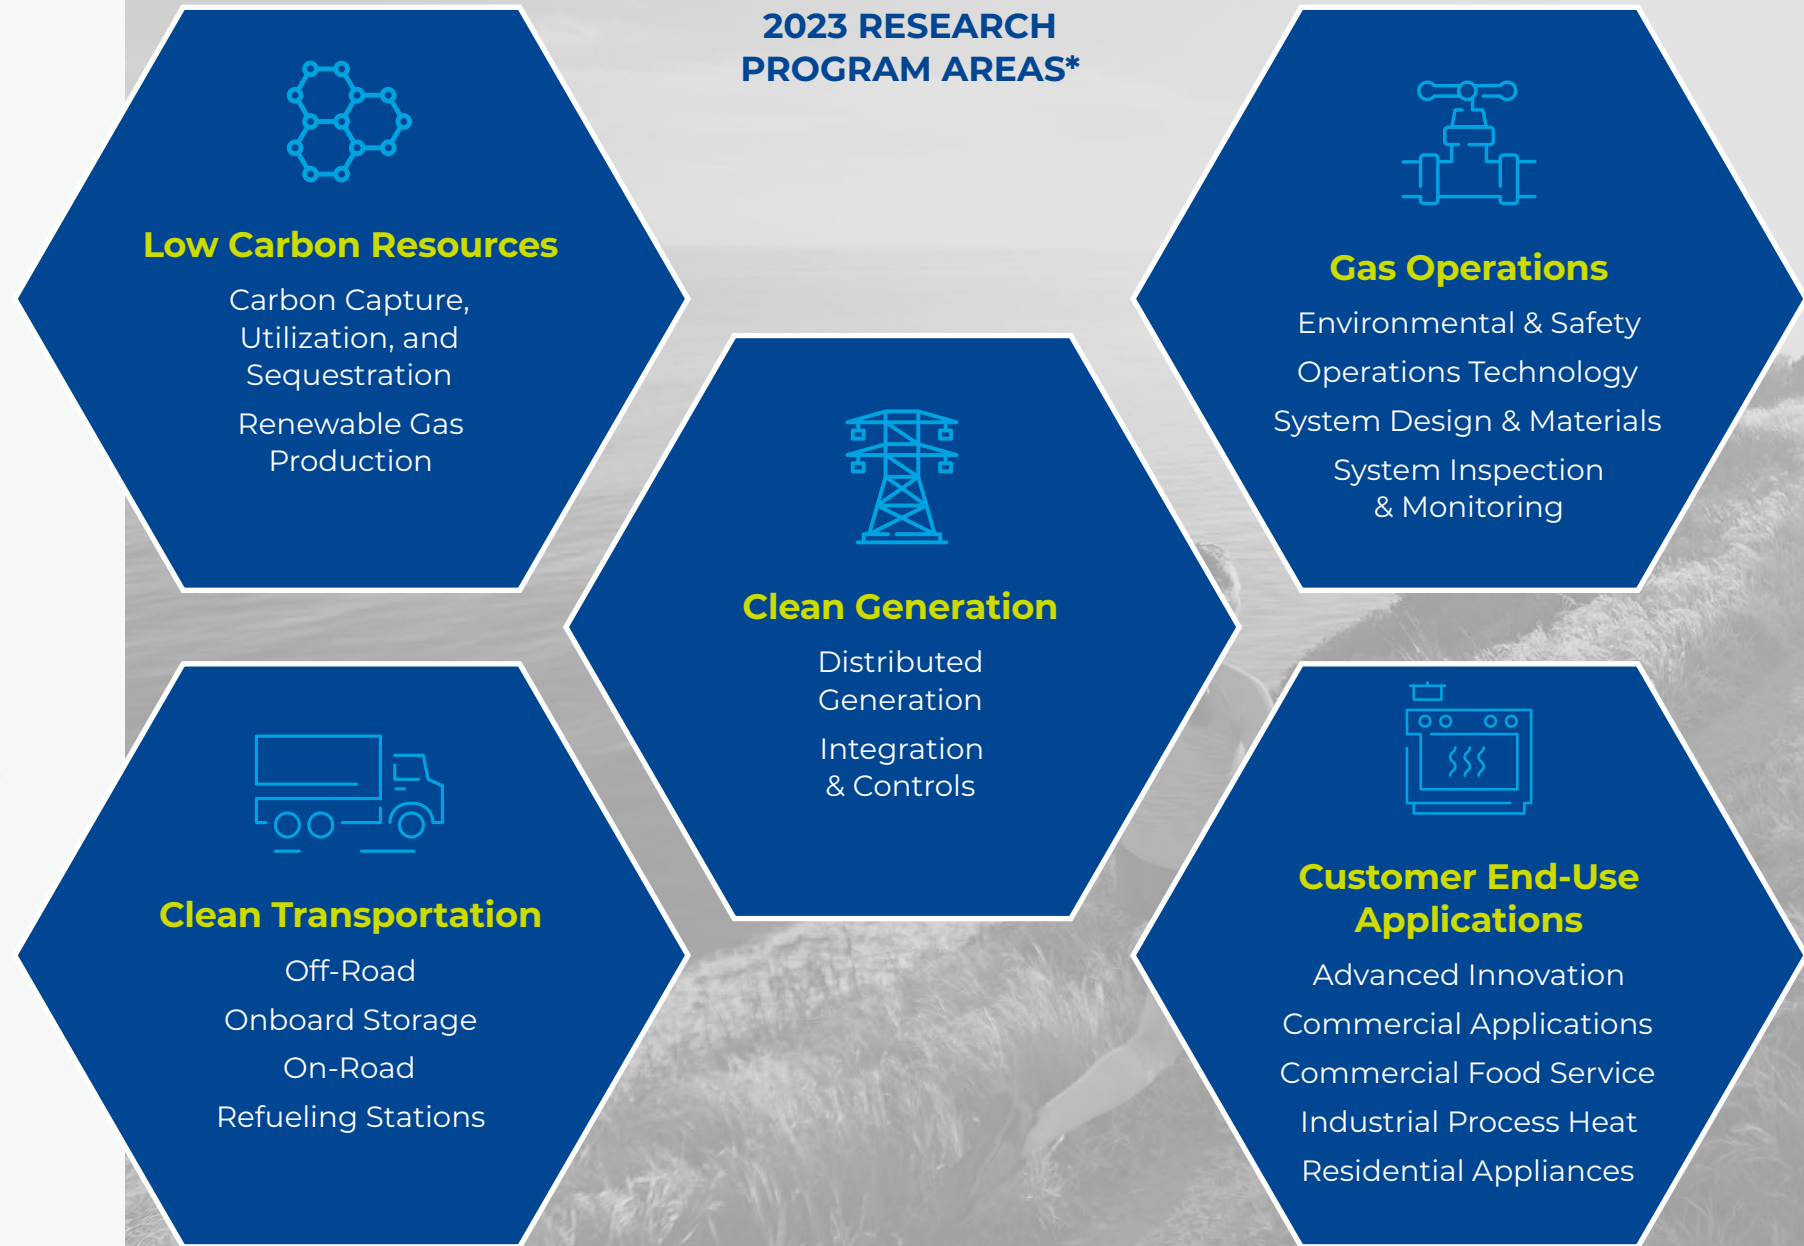 2023 RESEARCH
PROGRAM AREAS*
Low Carbon Resources
Carbon Capture,
Utilization, and
Sequestration
Renewable Gas
Production
Gas Operations
Environmental & Safety
Operations Technology
System Design & Materials
System Inspection
& Monitoring
Clean Generation
Distributed
Generation
Integration
& Controls
Clean Transportation
Off-Road
Onboard Storage
On-Road
Refueling Stations
Customer End-Use
Applications
Advanced Innovation
Commercial Applications
Commercial Food Service
Industrial Process Heat
Residential Appliances